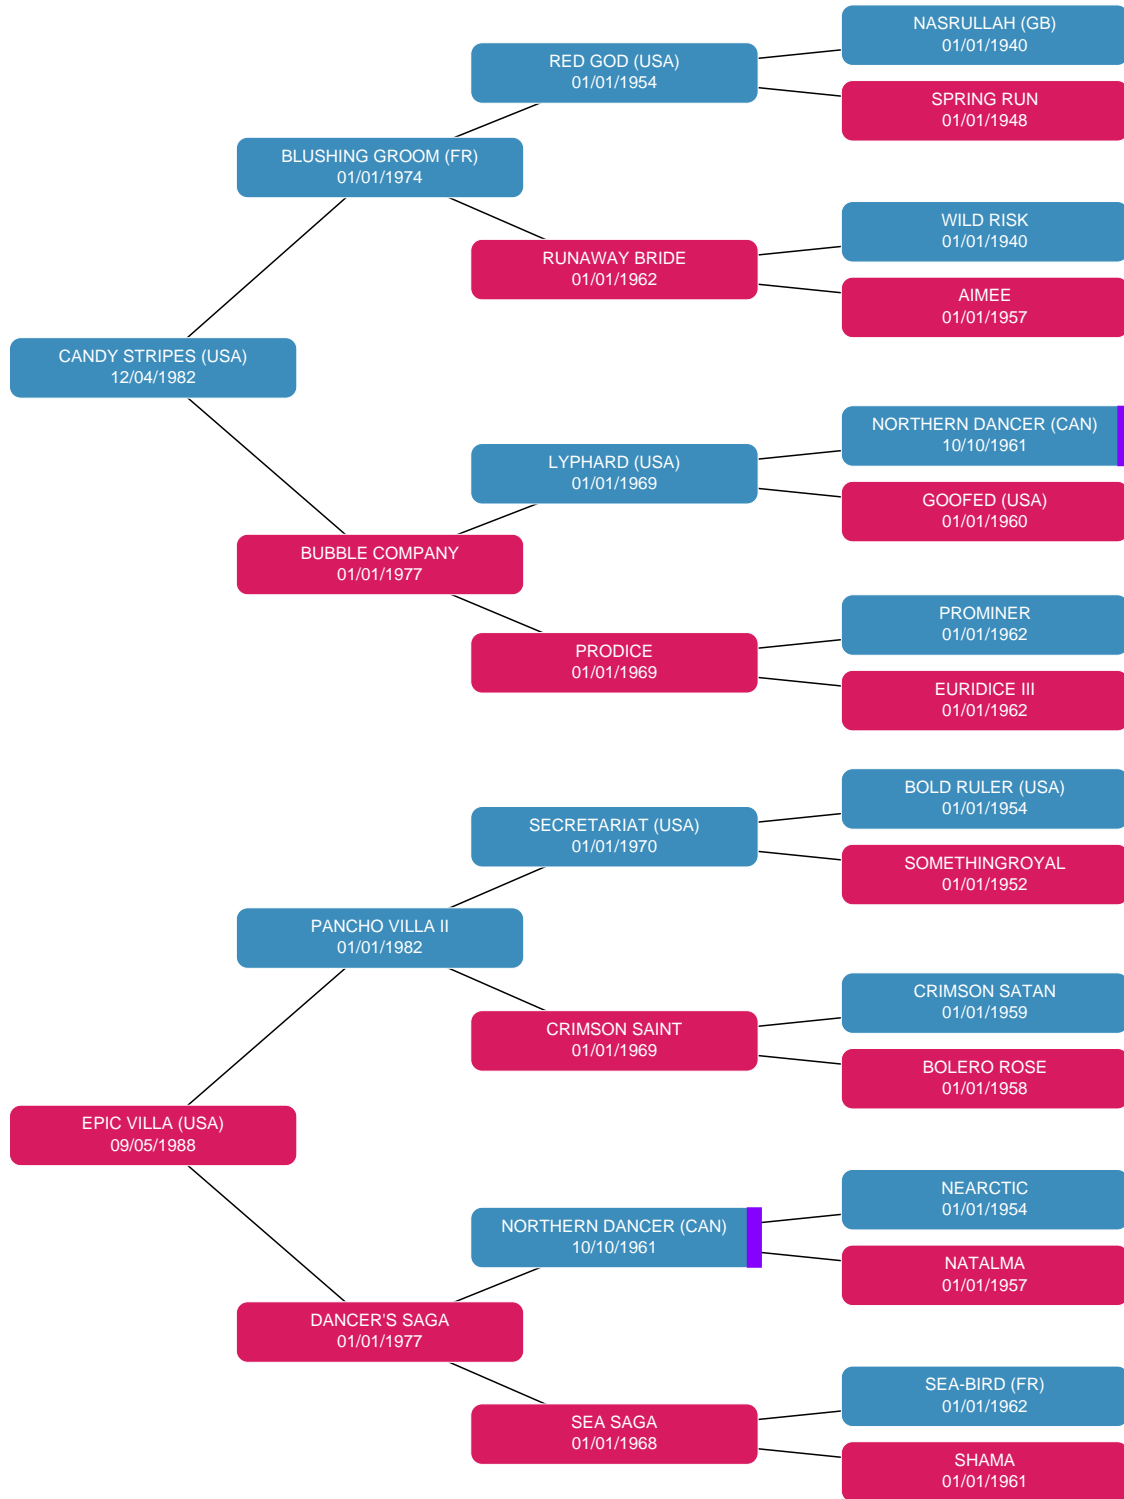 NASRULLAH (GB)
01/01/1940
RED GOD (USA)
01/01/1954
SPRING RUN
01/01/1948
BLUSHING GROOM (FR)
01/01/1974
WILD RISK
01/01/1940
RUNAWAY BRIDE
01/01/1962
AIMEE
01/01/1957
CANDY STRIPES (USA)
12/04/1982
NORTHERN DANCER (CAN)
10/10/1961
LYPHARD (USA)
01/01/1969
GOOFED (USA)
01/01/1960
BUBBLE COMPANY
01/01/1977
PROMINER
01/01/1962
PRODICE
01/01/1969
EURIDICE III
01/01/1962
BOLD RULER (USA)
01/01/1954
SECRETARIAT (USA)
01/01/1970
SOMETHINGROYAL
01/01/1952
PANCHO VILLA II
01/01/1982
CRIMSON SATAN
01/01/1959
CRIMSON SAINT
01/01/1969
BOLERO ROSE
01/01/1958
EPIC VILLA (USA)
09/05/1988
NEARCTIC
01/01/1954
NORTHERN DANCER (CAN)
10/10/1961
NATALMA
01/01/1957
DANCER'S SAGA
01/01/1977
SEA-BIRD (FR)
01/01/1962
SEA SAGA
01/01/1968
SHAMA
01/01/1961